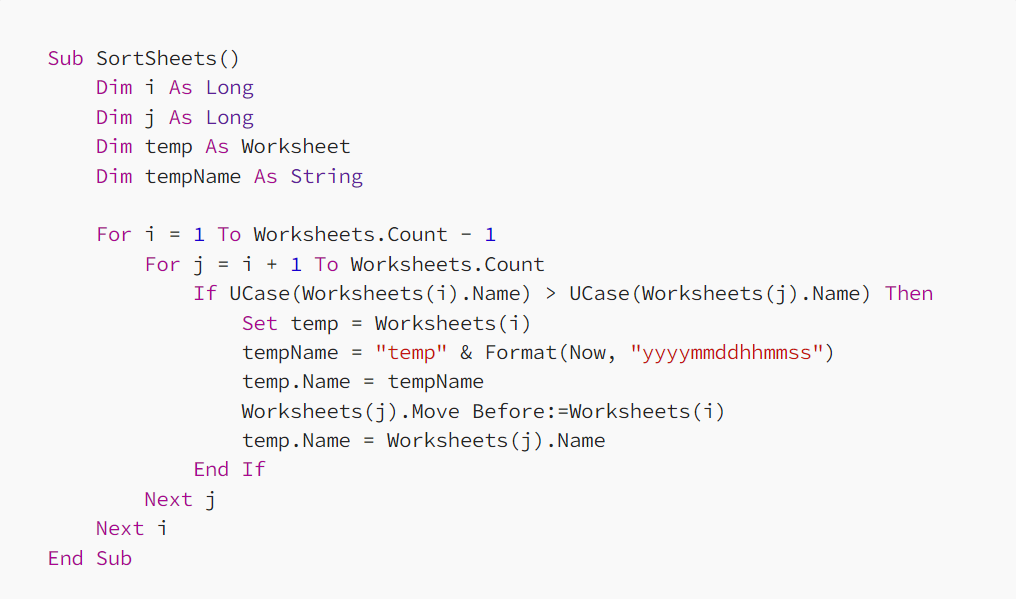 Sub SortSheets()
    Dim i As Long
    Dim j As Long
    Dim temp As Worksheet
    Dim tempName As String

    For i = 1 To Worksheets.Count - 1
        For j = i + 1 To Worksheets.Count
            If UCase(Worksheets(i).Name) > UCase(Worksheets(j).Name) Then
                Set temp = Worksheets(i)
                tempName = "temp" & Format(Now, "yyyymmddhhmmss")
                temp.Name = tempName
                Worksheets(j).Move Before:=Worksheets(i)
                temp.Name = Worksheets(j).Name
            End If
        Next j
    Next i
End Sub